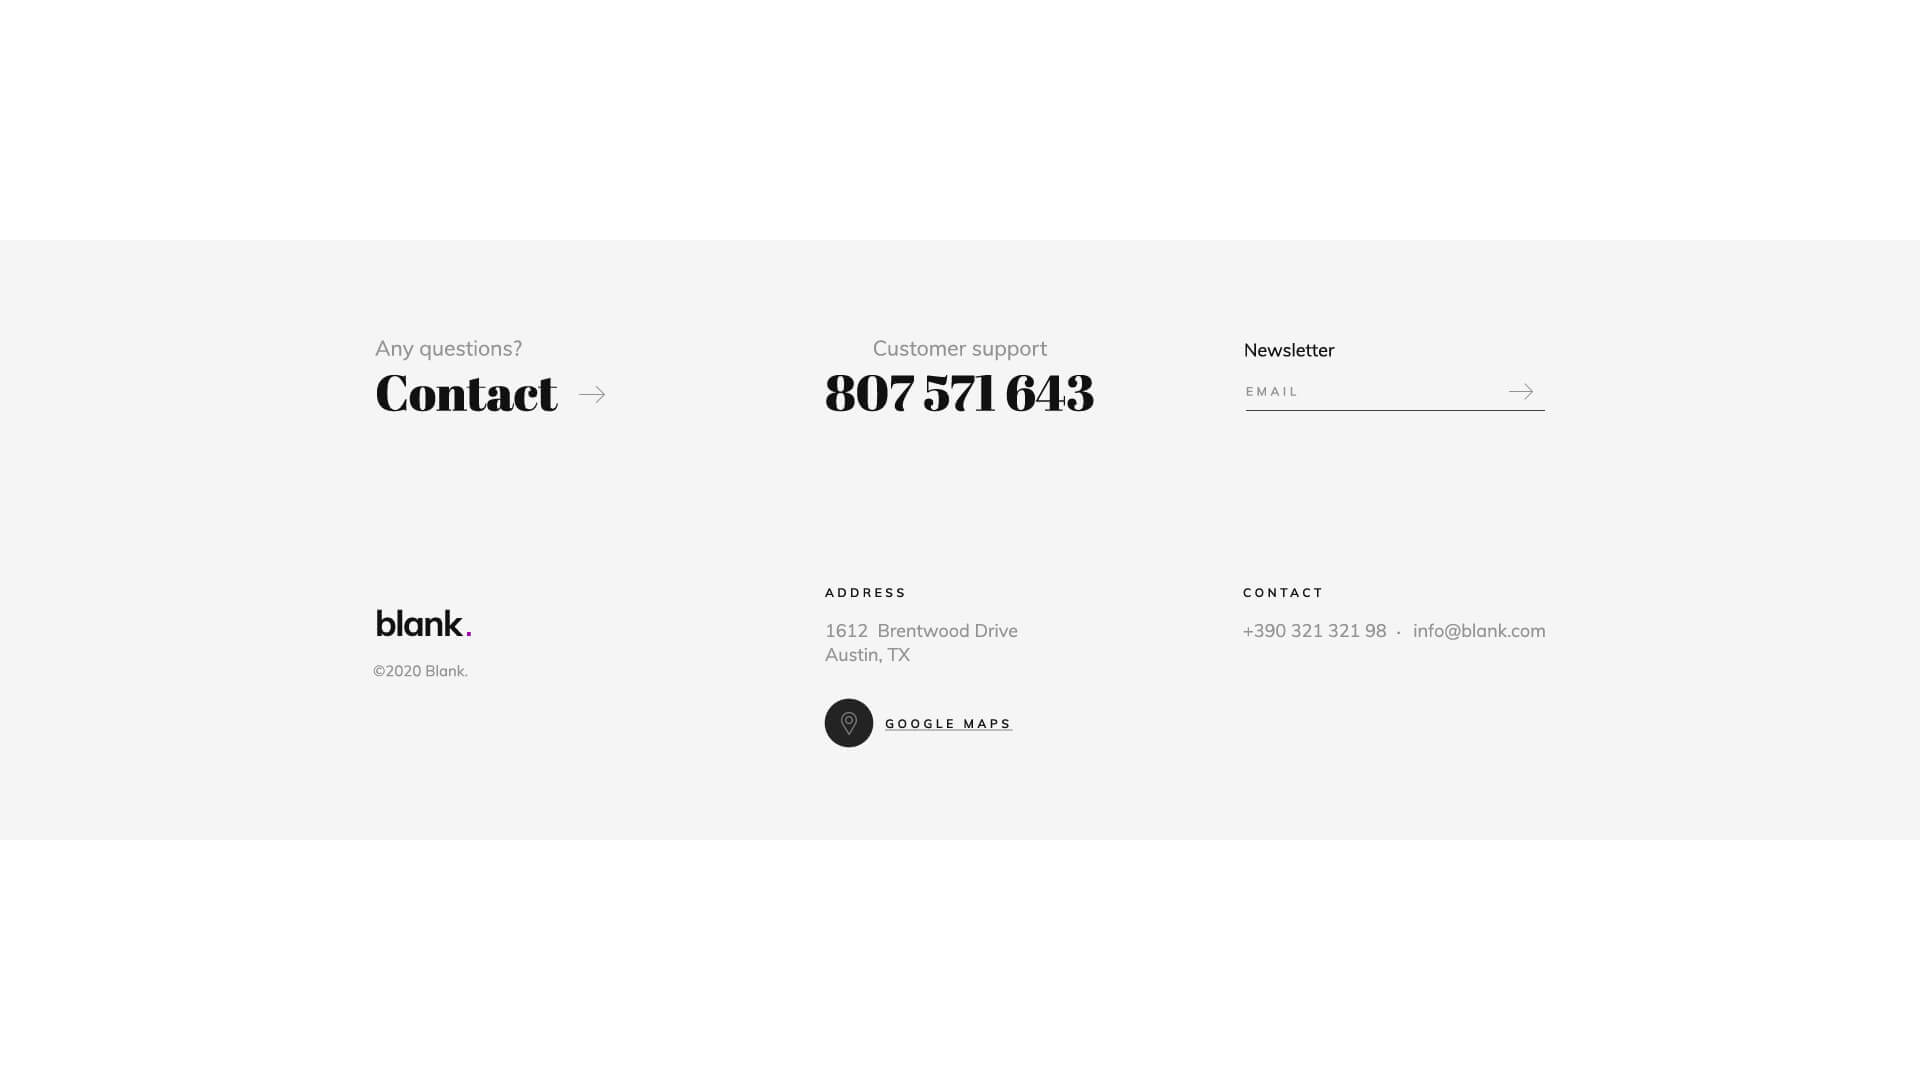 Any questions?
Contact
Customer support
807 571 643
Newsletter
EMAIL
blank.
©2020 Blank.
ADDRESS
1612 Brentwood Drive
Austin, TX
GOOGLE MAPS
CONTACT
+390 321 321 98 · info@blank.com